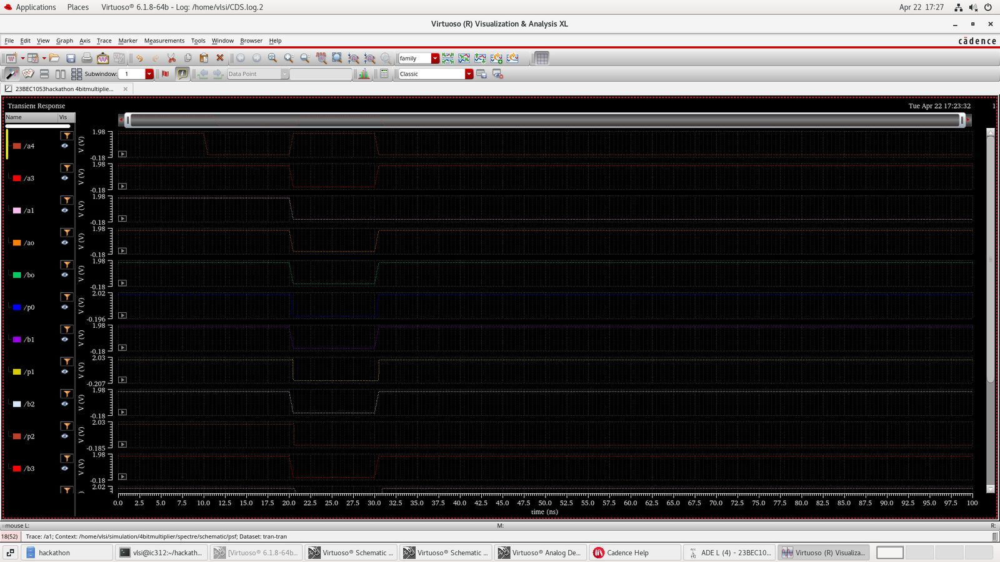 Applications Places Virtuoso® 6.1.8-64b - Log: /home/vlsi/CDS.log.2 Apr 22 17:27
Virtuoso (R) Visualization & Analysis XL
File Edit View Graph Axis Trace Marker Measurements Tools Window Browser Help cādence
family
Subwindow: 1 Data Point Classic
23BEC1053hackathon 4bitmultiplie...
Transient Response Tue Apr 22 17:23:32 1
Name Vis
/a4 V (V) 1.98 -0.18
/a3 V (V) 1.98 -0.18
/a1 V (V) 1.98 -0.18
/ao V (V) 1.98 -0.18
/bo V (V) 1.98 -0.18
/p0 V (V) 2.02 -0.196
/b1 V (V) 1.98 -0.18
/p1 V (V) 2.03 -0.207
/b2 V (V) 1.98 -0.18
/p2 V (V) 2.03 -0.185
/b3 V (V) 1.98 -0.18
2.02
0.0 2.5 5.0 7.5 10.0 12.5 15.0 17.5 20.0 22.5 25.0 27.5 30.0 32.5 35.0 37.5 40.0 42.5 45.0 47.5 50.0 52.5 55.0 57.5 60.0 62.5 65.0 67.5 70.0 72.5 75.0 77.5 80.0 82.5 85.0 87.5 90.0 92.5 95.0 97.5 100
time (ns)
mouse L: M: R:
18(52) Trace: /a1; Context: /home/vlsi/simulation/4bitmultiplier/spectre/schematic/psf; Dataset: tran-tran
hackathon vlsi@ic312:~/hackath... [Virtuoso® 6.1.8-64b... Virtuoso® Schematic ... Virtuoso® Schematic ... Virtuoso® Analog De... Cadence Help ADE L (4) - 23BEC10... Virtuoso (R) Visualiza...